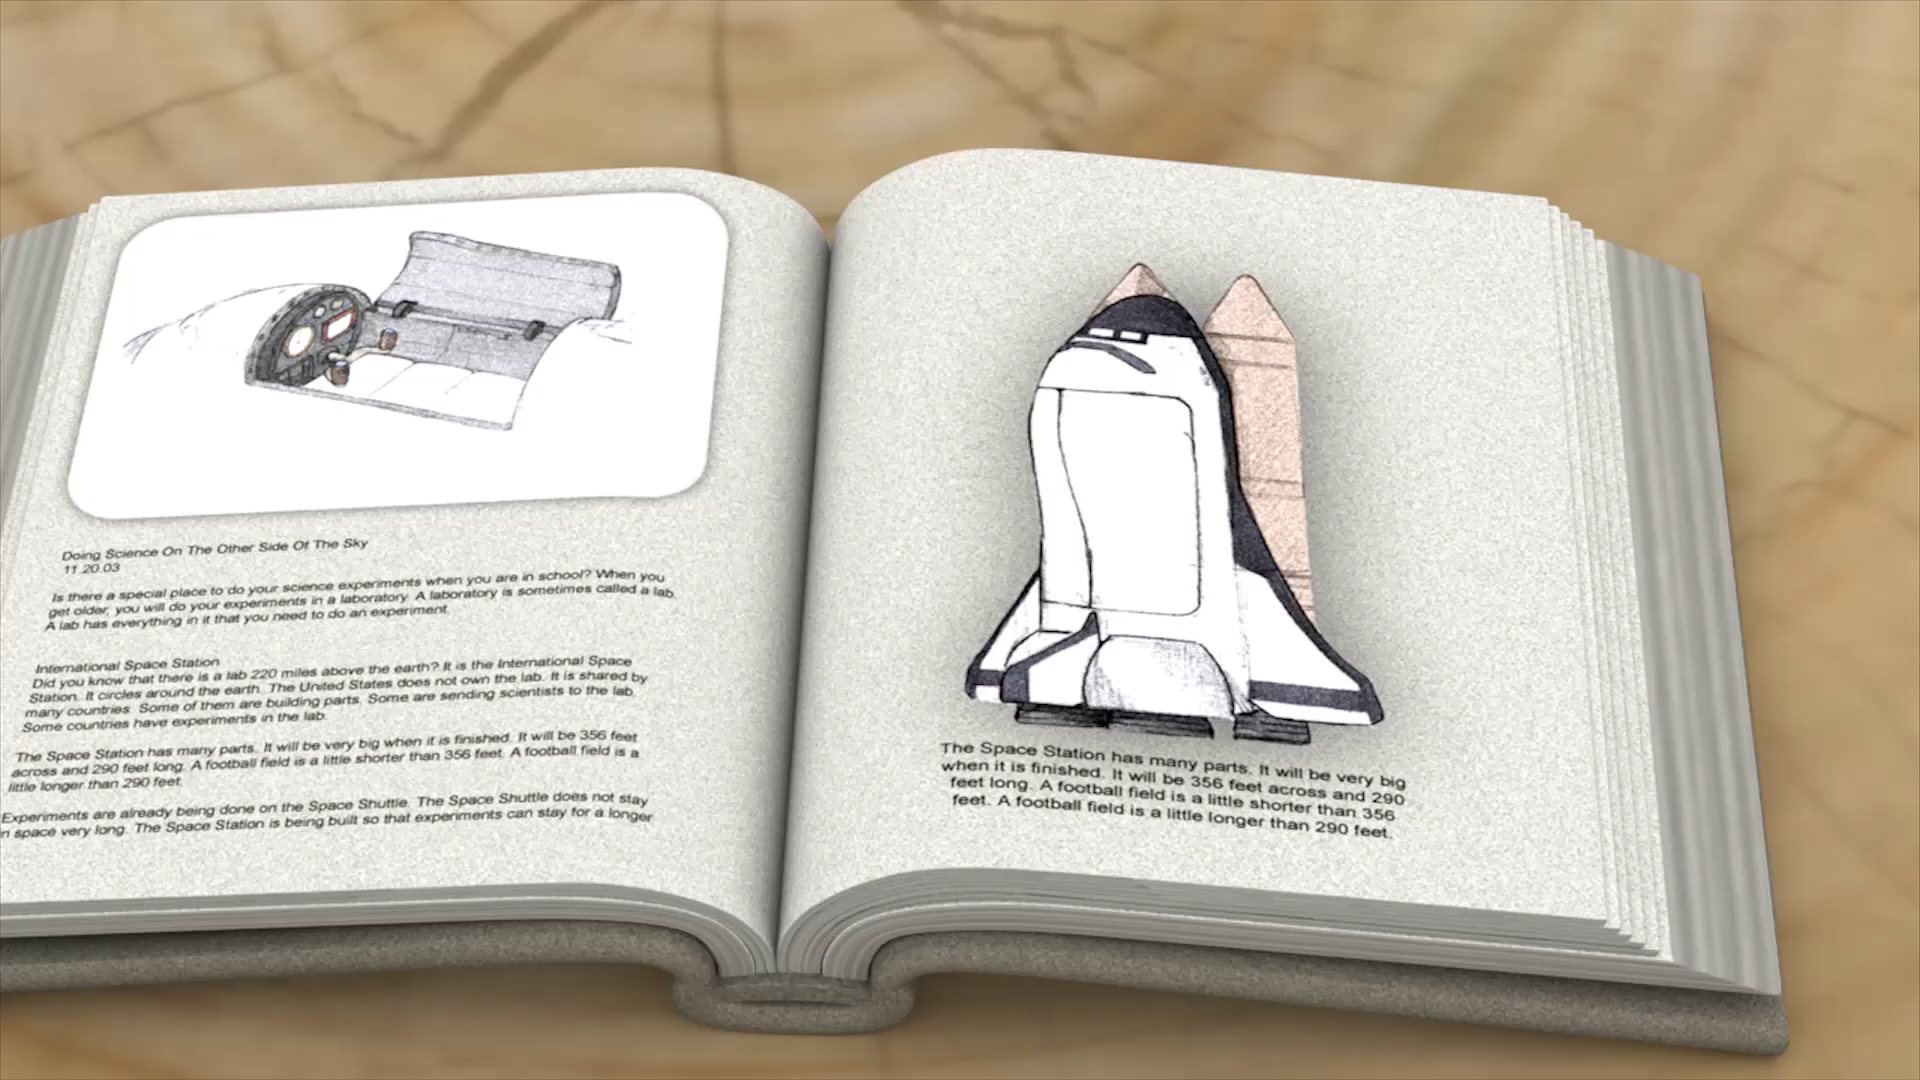 Doing Science On The Other Side Of The Sky
11.20.03
Is there a special place to do your science experiments when you are in school? When you
get older, you will do your experiments in a laboratory. A laboratory is sometimes called a lab.
A lab has everything in it that you need to do an experiment.
International Space Station
Did you know that there is a lab 220 miles above the earth? It is the International Space
Station. It circles around the earth. The United States does not own the lab. It is shared by
many countries. Some of them are building parts. Some are sending scientists to the lab.
Some countries have experiments in the lab.
The Space Station has many parts. It will be very big when it is finished. It will be 356 feet
across and 290 feet long. A football field is a little shorter than 356 feet. A football field is a
little longer than 290 feet.
Experiments are already being done on the Space Shuttle. The Space Shuttle does not stay
n space very long. The Space Station is being built so that experiments can stay for a longer
The Space Station has many parts. It will be very big
when it is finished. It will be 356 feet across and 290
feet long. A football field is a little shorter than 356
feet. A football field is a little longer than 290 feet.